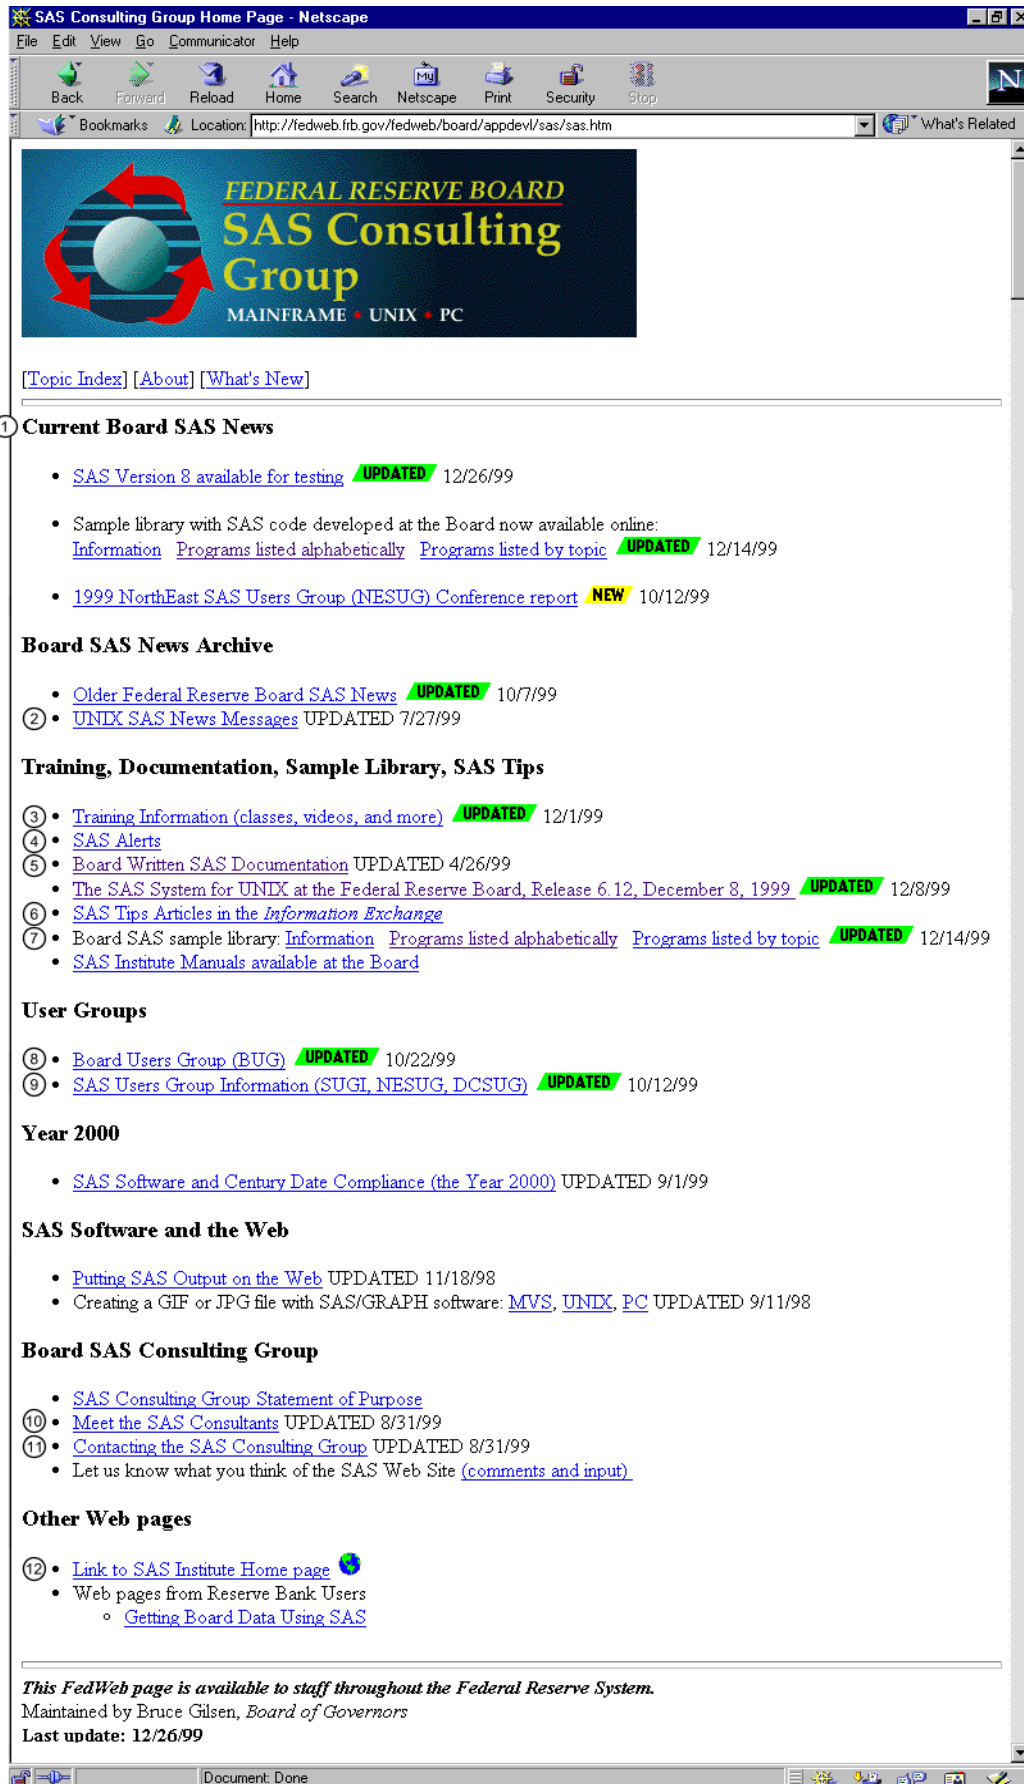 SAS Consulting Group Home Page - Netscape
File Edit View Go Communicator Help
Back Forward Reload Home Search Netscape Print Security Stop
My
N
Bookmarks Location: http://fedweb.frb.gov/fedweb/board/appdevl/sas/sas.htm What's Related
FEDERAL RESERVE BOARD
SAS Consulting
Group
MAINFRAME • UNIX • PC
[Topic Index] [About] [What's New]
1 Current Board SAS News
• SAS Version 8 available for testing UPDATED 12/26/99
• Sample library with SAS code developed at the Board now available online:
Information Programs listed alphabetically Programs listed by topic UPDATED 12/14/99
• 1999 NorthEast SAS Users Group (NESUG) Conference report NEW 10/12/99
Board SAS News Archive
• Older Federal Reserve Board SAS News UPDATED 10/7/99
2 • UNIX SAS News Messages UPDATED 7/27/99
Training, Documentation, Sample Library, SAS Tips
3 • Training Information (classes, videos, and more) UPDATED 12/1/99
4 • SAS Alerts
5 • Board Written SAS Documentation UPDATED 4/26/99
• The SAS System for UNIX at the Federal Reserve Board, Release 6.12, December 8, 1999 UPDATED 12/8/99
6 • SAS Tips Articles in the Information Exchange
7 • Board SAS sample library: Information Programs listed alphabetically Programs listed by topic UPDATED 12/14/99
• SAS Institute Manuals available at the Board
User Groups
8 • Board Users Group (BUG) UPDATED 10/22/99
9 • SAS Users Group Information (SUGI, NESUG, DCSUG) UPDATED 10/12/99
Year 2000
• SAS Software and Century Date Compliance (the Year 2000) UPDATED 9/1/99
SAS Software and the Web
• Putting SAS Output on the Web UPDATED 11/18/98
• Creating a GIF or JPG file with SAS/GRAPH software: MVS, UNIX, PC UPDATED 9/11/98
Board SAS Consulting Group
• SAS Consulting Group Statement of Purpose
10 • Meet the SAS Consultants UPDATED 8/31/99
11 • Contacting the SAS Consulting Group UPDATED 8/31/99
• Let us know what you think of the SAS Web Site (comments and input)
Other Web pages
12 • Link to SAS Institute Home page
• Web pages from Reserve Bank Users
◦ Getting Board Data Using SAS
This FedWeb page is available to staff throughout the Federal Reserve System.
Maintained by Bruce Gilsen, Board of Governors
Last update: 12/26/99
Document: Done